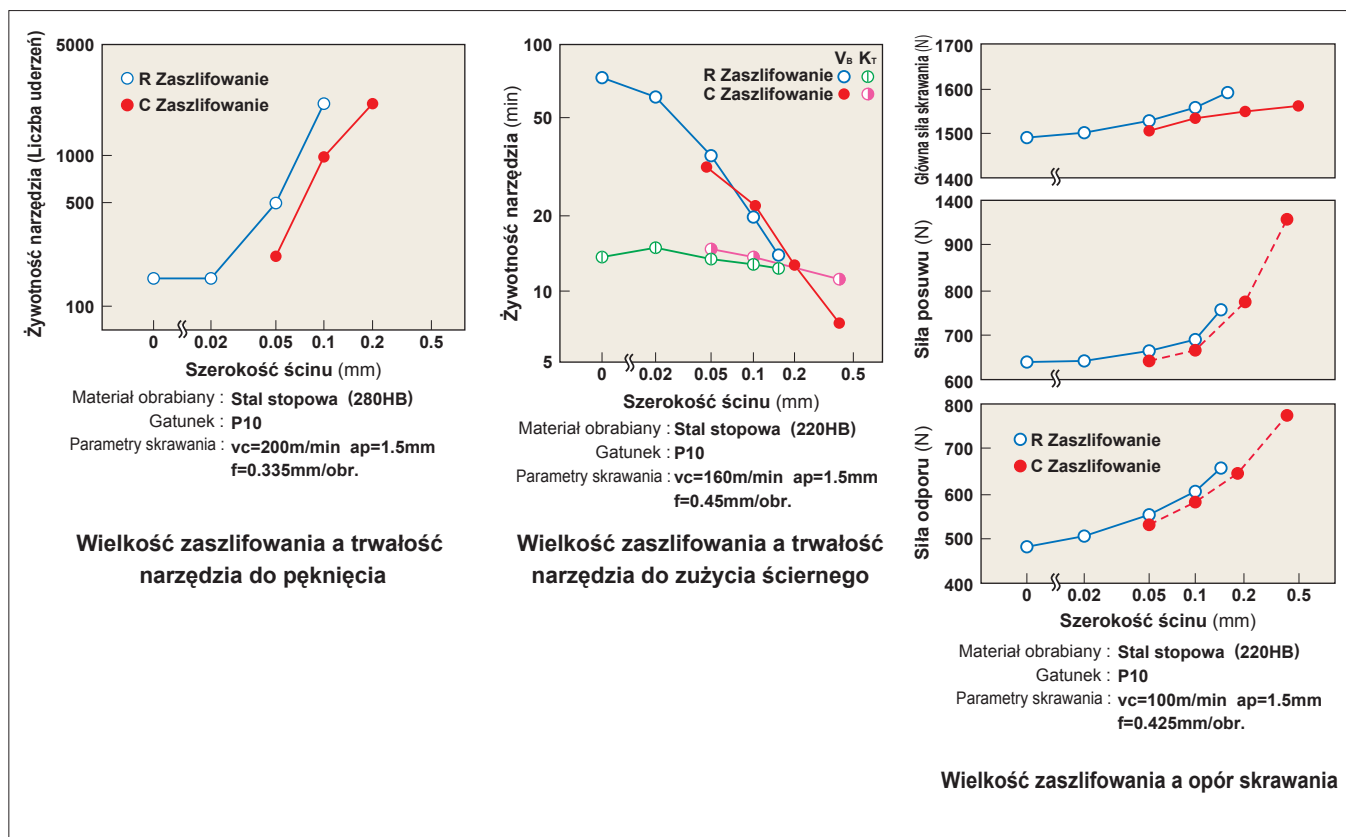 Żywotność narzędzia (Liczba uderzeń)
5000
1000
500
100
R Zaszlifowanie
C Zaszlifowanie
0 0.02 0.05 0.1 0.2 0.5
Szerokość ścinu (mm)
Materiał obrabiany : Stal stopowa (280HB)
Gatunek : P10
Parametry skrawania : vc=200m/min ap=1.5mm
f=0.335mm/obr.
Wielkość zaszlifowania a trwałość
narzędzia do pęknięcia
Żywotność narzędzia (min)
100
50
20
10
5
VB KT
R Zaszlifowanie
C Zaszlifowanie
0 0.02 0.05 0.1 0.2 0.5
Szerokość ścinu (mm)
Materiał obrabiany : Stal stopowa (220HB)
Gatunek : P10
Parametry skrawania : vc=160m/min ap=1.5mm
f=0.45mm/obr.
Wielkość zaszlifowania a trwałość
narzędzia do zużycia ściernego
Główna siła skrawania (N)
1700
1600
1500
1400
Siła posuwu (N)
1400
900
800
700
600
Siła odporu (N)
800
700
600
500
400
R Zaszlifowanie
C Zaszlifowanie
0 0.02 0.05 0.1 0.2 0.5
Szerokość ścinu (mm)
Materiał obrabiany : Stal stopowa (220HB)
Gatunek : P10
Parametry skrawania : vc=100m/min ap=1.5mm
f=0.425mm/obr.
Wielkość zaszlifowania a opór skrawania